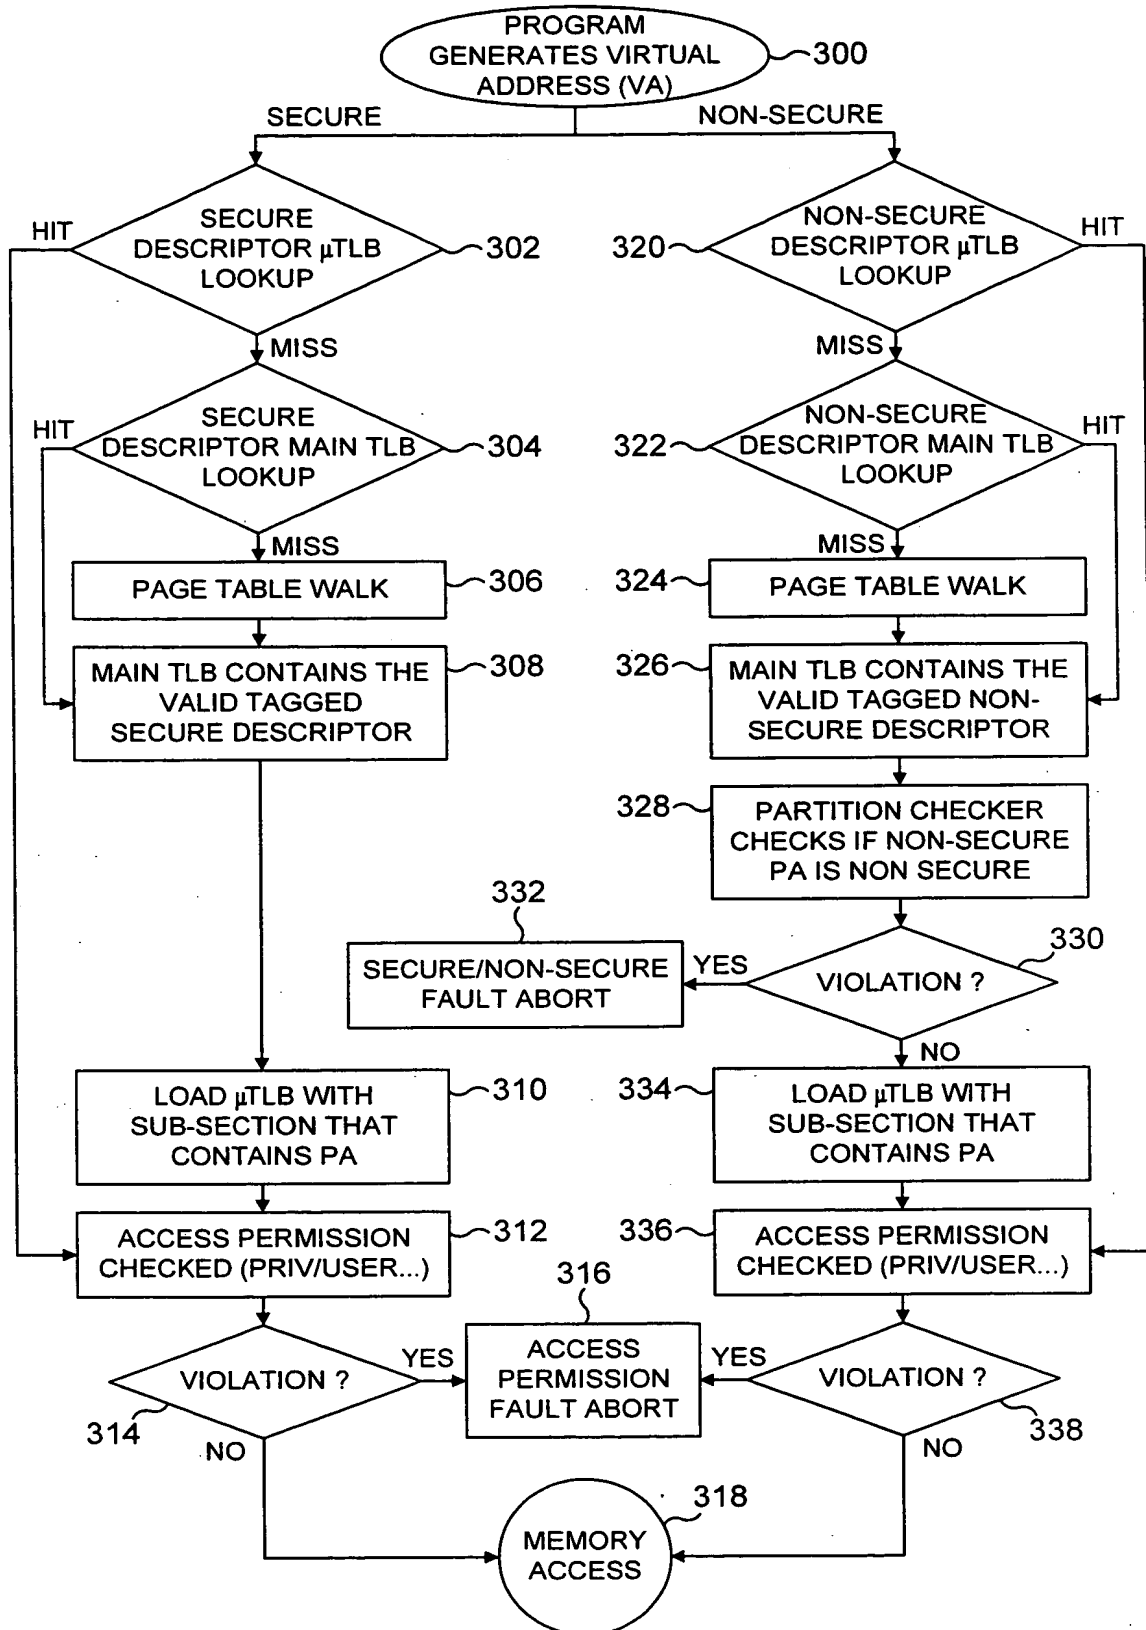 PROGRAM
GENERATES VIRTUAL
ADDRESS (VA)
300
SECURE
NON-SECURE
HIT
SECURE
DESCRIPTOR µTLB
LOOKUP
302
320
NON-SECURE
DESCRIPTOR µTLB
LOOKUP
HIT
MISS
MISS
HIT
SECURE
DESCRIPTOR MAIN TLB
LOOKUP
304
322
NON-SECURE
DESCRIPTOR MAIN TLB
LOOKUP
HIT
MISS
MISS
PAGE TABLE WALK
306
324
PAGE TABLE WALK
MAIN TLB CONTAINS THE
VALID TAGGED
SECURE DESCRIPTOR
308
326
MAIN TLB CONTAINS THE
VALID TAGGED NON-
SECURE DESCRIPTOR
328
PARTITION CHECKER
CHECKS IF NON-SECURE
PA IS NON SECURE
332
SECURE/NON-SECURE
FAULT ABORT
YES
VIOLATION ?
330
NO
LOAD µTLB WITH
SUB-SECTION THAT
CONTAINS PA
310
334
LOAD µTLB WITH
SUB-SECTION THAT
CONTAINS PA
ACCESS PERMISSION
CHECKED (PRIV/USER...)
312
336
ACCESS PERMISSION
CHECKED (PRIV/USER...)
316
VIOLATION ?
314
YES
ACCESS
PERMISSION
FAULT ABORT
YES
VIOLATION ?
338
NO
NO
318
MEMORY
ACCESS